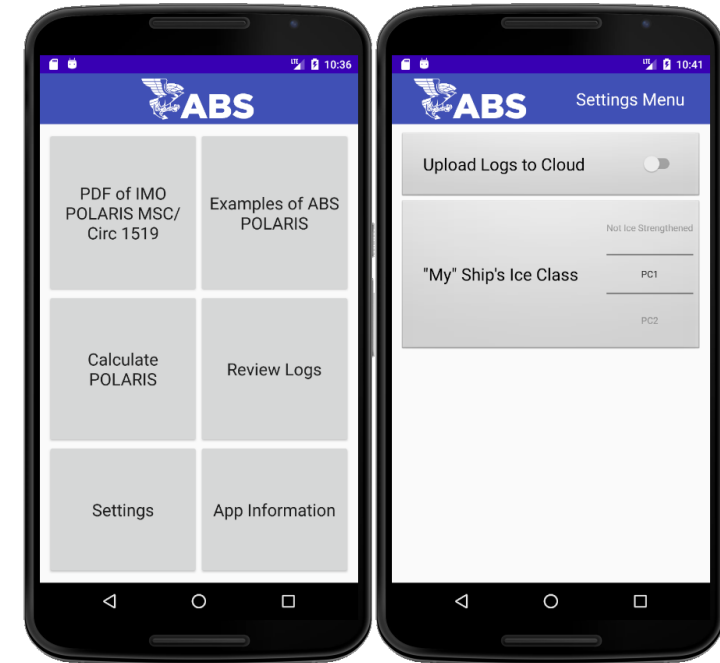 LTE 10:36
ABS
PDF of IMO
POLARIS MSC/
Circ 1519
Examples of ABS
POLARIS
Calculate
POLARIS
Review Logs
Settings
App Information
LTE 10:41
ABS
Settings Menu
Upload Logs to Cloud
"My" Ship's Ice Class
Not Ice Strengthened
PC1
PC2